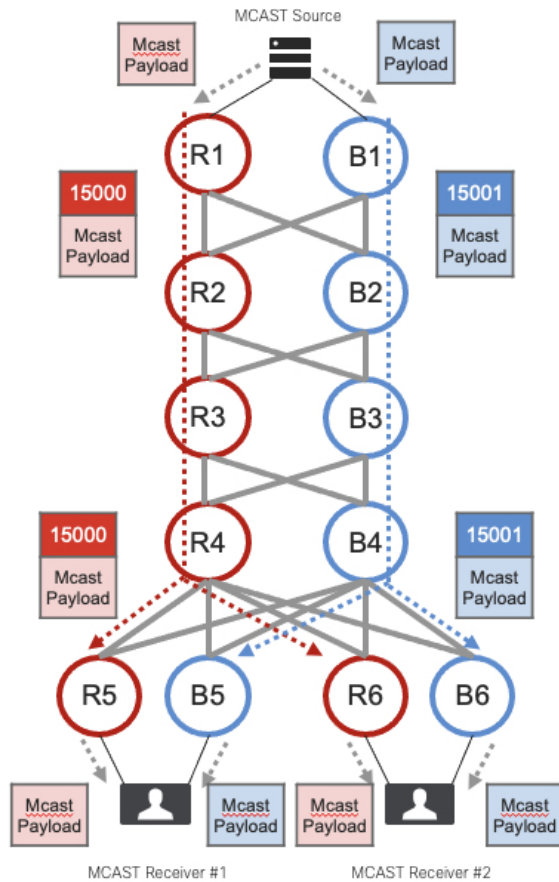 MCAST Source
Mcast
Payload
Mcast
Payload
R1
B1
15000
Mcast
Payload
15001
Mcast
Payload
R2
B2
R3
B3
R4
B4
15000
Mcast
Payload
15001
Mcast
Payload
R5
B5
R6
B6
Mcast
Payload
Mcast
Payload
Mcast
Payload
Mcast
Payload
MCAST Receiver #1
MCAST Receiver #2